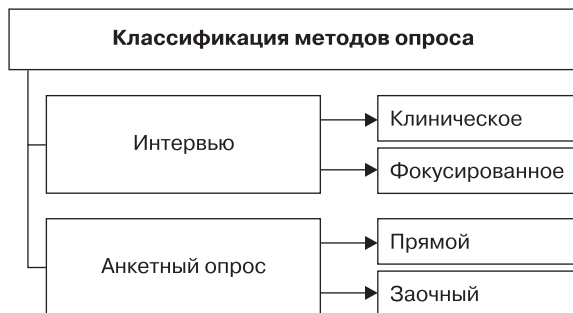 Классификация методов опроса
Интервью
Клиническое
Фокусированное
Анкетный опрос
Прямой
Заочный